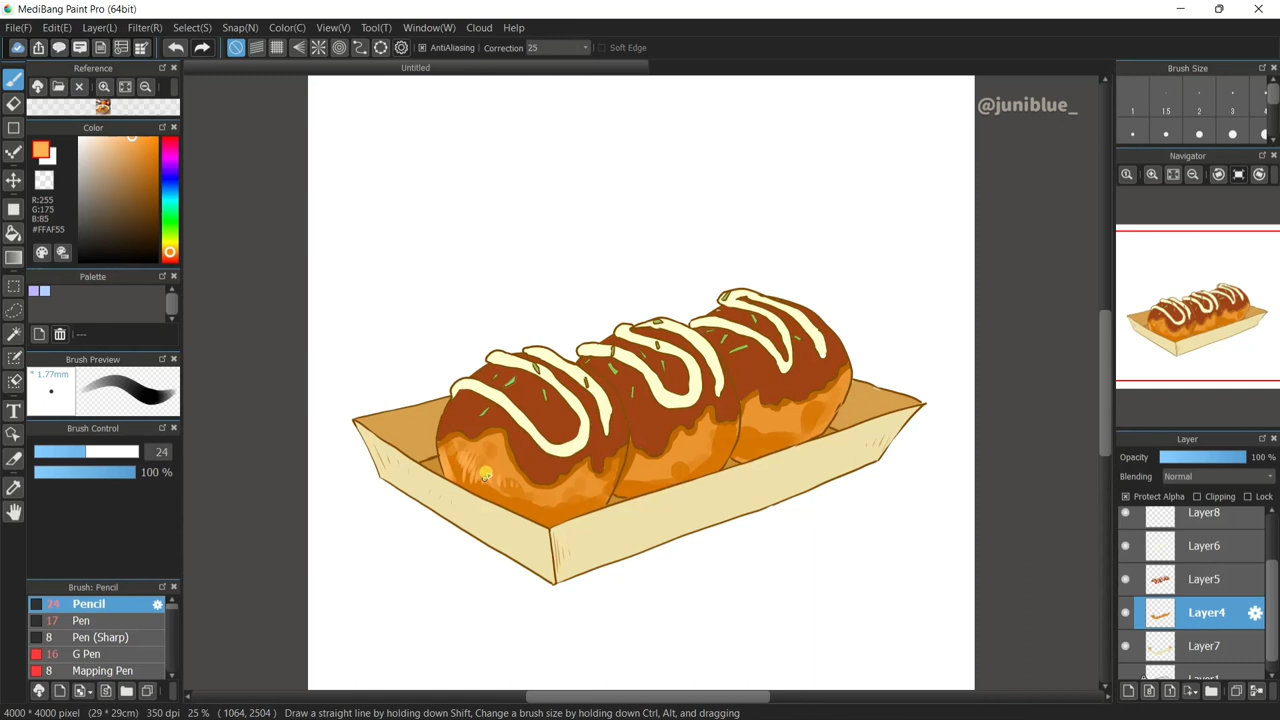 MediBang Paint Pro (64bit)
File(F) Edit(E) Layer(L) Filter(R) Select(S) Snap(N) Color(C) View(V) Tool(T) Window(W) Cloud Help
AntiAliasing Correction 25 Soft Edge
Reference
Untitled
Brush Size
@juniblue_
1 1.5 2 3 4
Color
Navigator
R:255
G:175
B:85
#FFAF55
Palette
---
Brush Preview
* 1.77mm
Brush Control
24
100 %
Layer
Opacity 100 %
Blending Normal
Protect Alpha Clipping Lock
Layer8
Layer6
Layer5
Layer4
Layer7
Layer1
Brush: Pencil
24 Pencil
17 Pen
8 Pen (Sharp)
16 G Pen
8 Mapping Pen
4000 * 4000 pixel (29 * 29cm) 350 dpi 25 % ( 1064, 2504 ) Draw a straight line by holding down Shift, Change a brush size by holding down Ctrl, Alt, and dragging